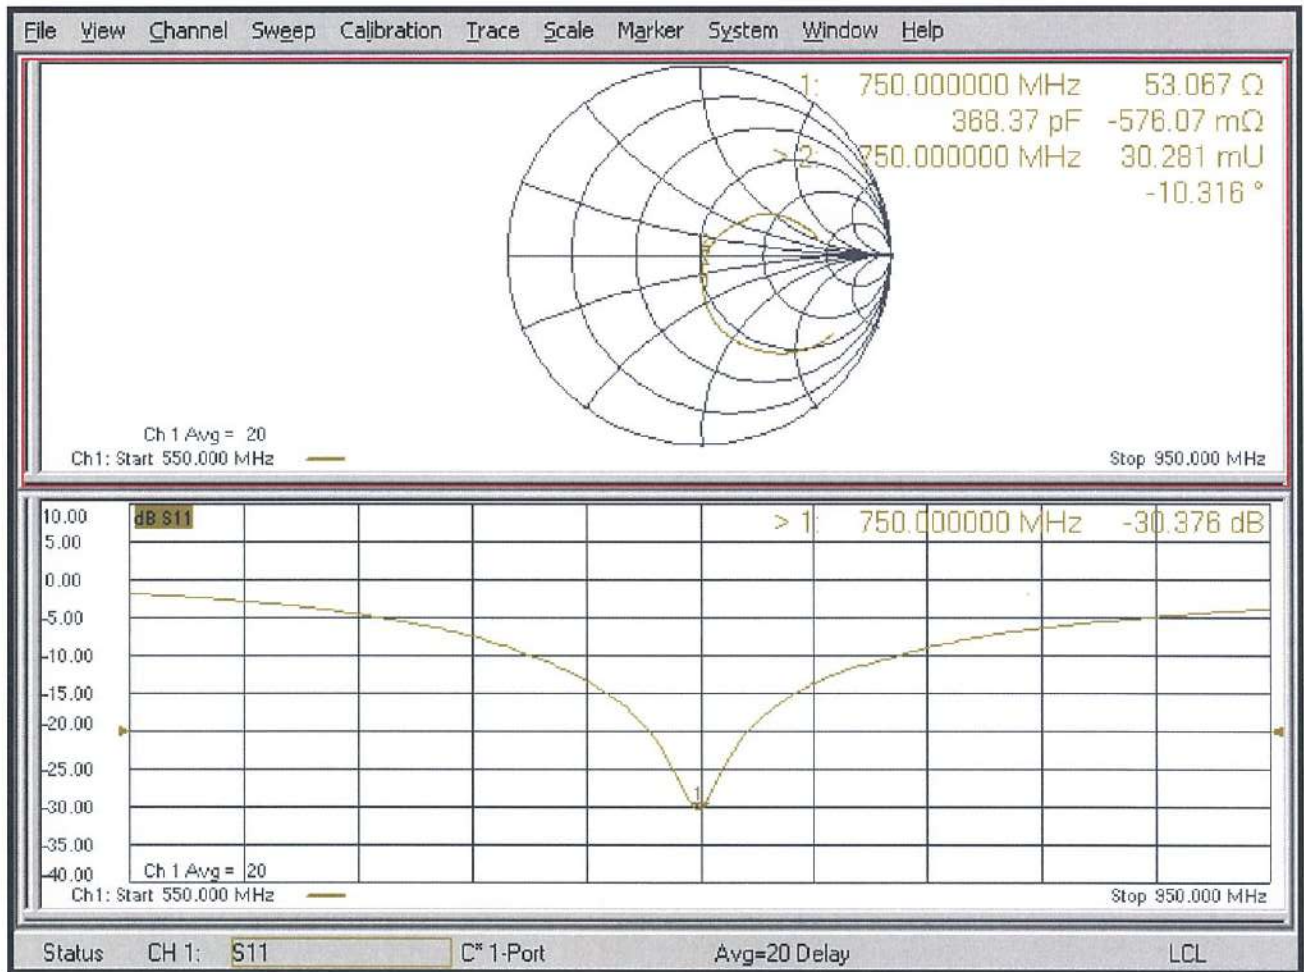 File View Channel Sweep Calibration Trace Scale Marker System Window Help
1: 750.000000 MHz 53.067 Ω
368.37 pF -576.07 mΩ
> 2: 750.000000 MHz 30.281 mU
-10.316 °
Ch 1 Avg = 20
Ch1: Start 550.000 MHz Stop 950.000 MHz
10.00 dB S11 > 1: 750.000000 MHz -30.376 dB
5.00
0.00
-5.00
-10.00
-15.00
-20.00
-25.00
-30.00 1
-35.00
-40.00 Ch 1 Avg = 20
Ch1: Start 550.000 MHz Stop 950.000 MHz
Status CH 1: S11 C* 1-Port Avg=20 Delay LCL